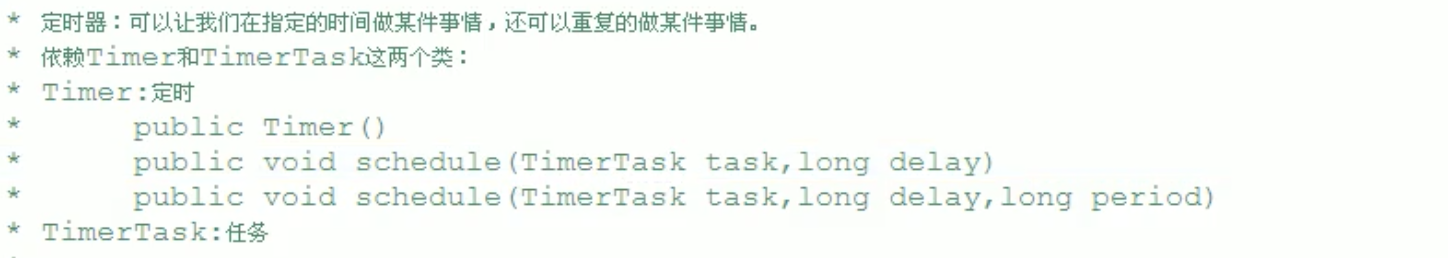 * 定时器：可以让我们在指定的时间做某件事情，还可以重复的做某件事情。
* 依赖Timer和TimerTask这两个类：
* Timer:定时
* public Timer()
* public void schedule(TimerTask task,long delay)
* public void schedule(TimerTask task,long delay,long period)
* TimerTask:任务